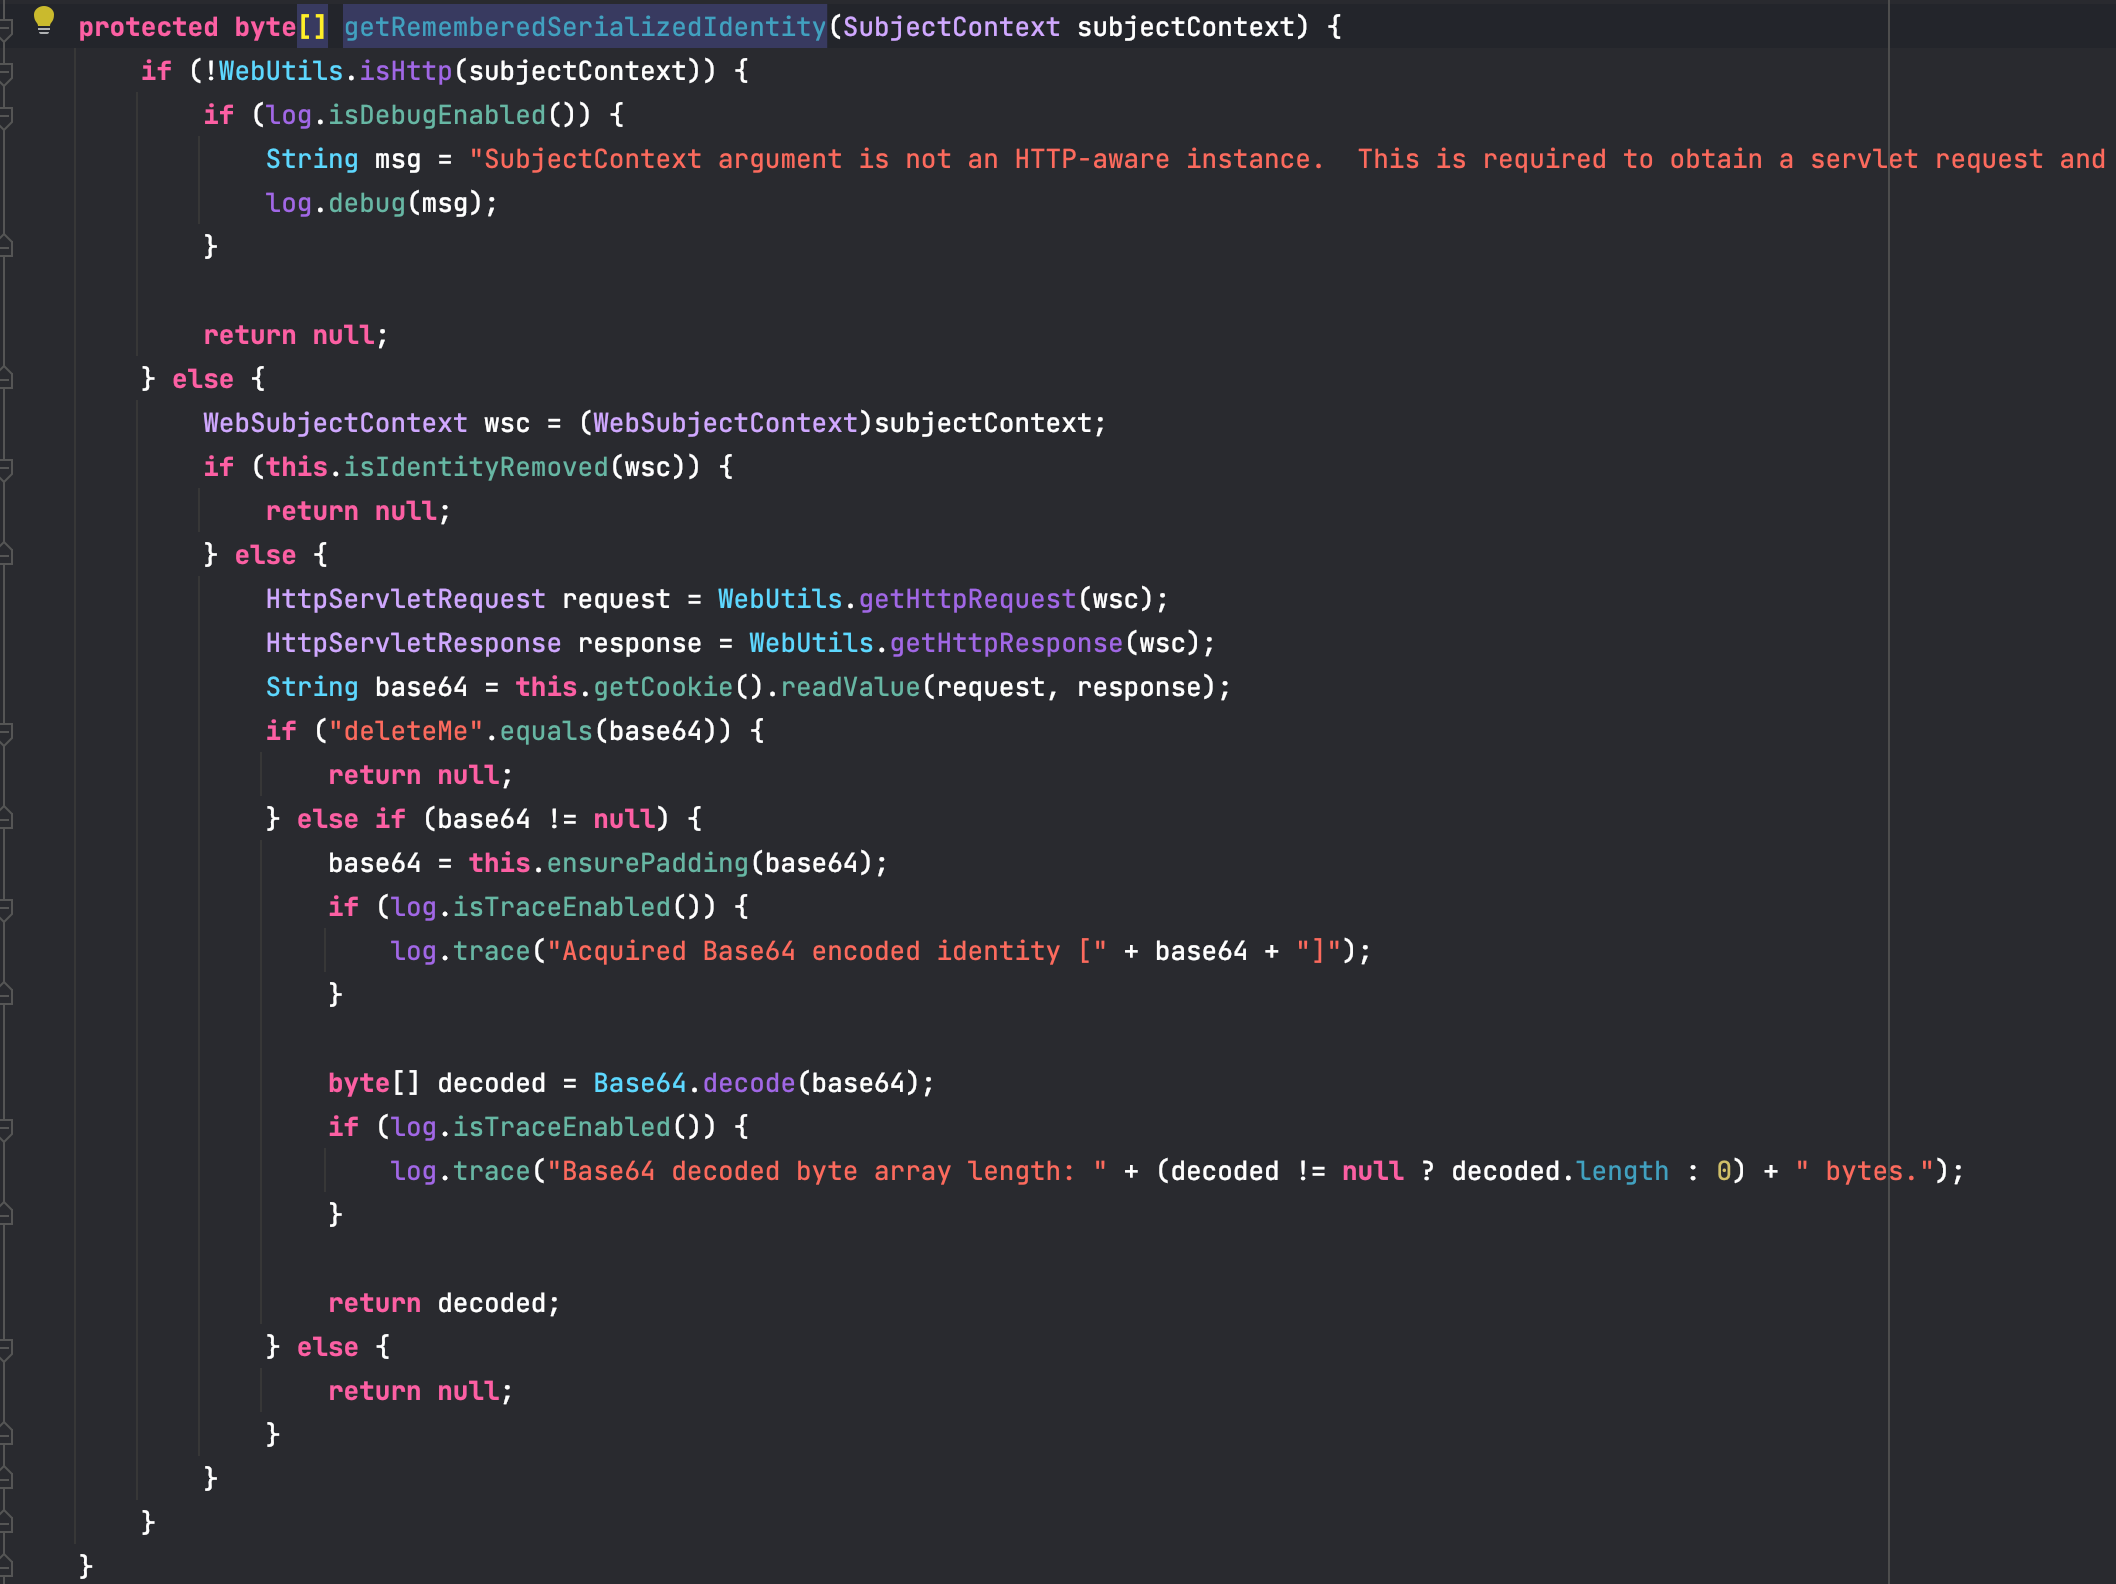 protected byte[] getRememberedSerializedIdentity(SubjectContext subjectContext) {
if (!WebUtils.isHttp(subjectContext)) {
if (log.isDebugEnabled()) {
String msg = "SubjectContext argument is not an HTTP-aware instance.  This is required to obtain a servlet request and
log.debug(msg);
}
return null;
} else {
WebSubjectContext wsc = (WebSubjectContext)subjectContext;
if (this.isIdentityRemoved(wsc)) {
return null;
} else {
HttpServletRequest request = WebUtils.getHttpRequest(wsc);
HttpServletResponse response = WebUtils.getHttpResponse(wsc);
String base64 = this.getCookie().readValue(request, response);
if ("deleteMe".equals(base64)) {
return null;
} else if (base64 != null) {
base64 = this.ensurePadding(base64);
if (log.isTraceEnabled()) {
log.trace("Acquired Base64 encoded identity [" + base64 + "]");
}
byte[] decoded = Base64.decode(base64);
if (log.isTraceEnabled()) {
log.trace("Base64 decoded byte array length: " + (decoded != null ? decoded.length : 0) + " bytes.");
}
return decoded;
} else {
return null;
}
}
}
}